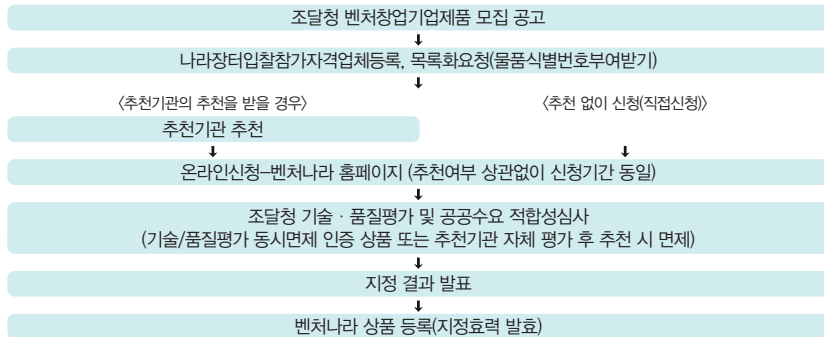 조달청 벤처창업기업제품 모집 공고
나라장터입찰참가자격업체등록, 목록화요청(물품식별번호부여받기)
〈추천기관의 추천을 받을 경우〉
〈추천 없이 신청(직접신청)〉
추천기관 추천
온라인신청-벤처나라 홈페이지 (추천여부 상관없이 신청기간 동일)
조달청 기술 · 품질평가 및 공공수요 적합성심사
(기술/품질평가 동시면제 인증 상품 또는 추천기관 자체 평가 후 추천 시 면제)
지정 결과 발표
벤처나라 상품 등록(지정효력 발효)